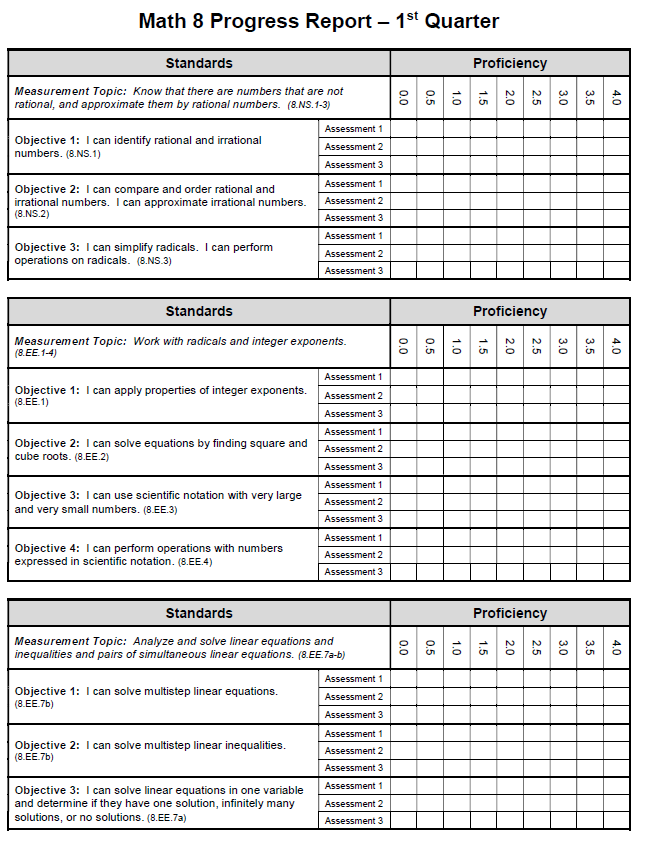 Math 8 Progress Report – 1st Quarter
Standards Proficiency
Measurement Topic: Know that there are numbers that are not
rational, and approximate them by rational numbers. (8.NS.1-3)
0.0 0.5 1.0 1.5 2.0 2.5 3.0 3.5 4.0
Objective 1: I can identify rational and irrational
numbers. (8.NS.1)
Assessment 1
Assessment 2
Assessment 3
Objective 2: I can compare and order rational and
irrational numbers. I can approximate irrational numbers.
(8.NS.2)
Assessment 1
Assessment 2
Assessment 3
Objective 3: I can simplify radicals. I can perform
operations on radicals. (8.NS.3)
Assessment 1
Assessment 2
Assessment 3
Standards Proficiency
Measurement Topic: Work with radicals and integer exponents.
(8.EE.1-4)
0.0 0.5 1.0 1.5 2.0 2.5 3.0 3.5 4.0
Objective 1: I can apply properties of integer exponents.
(8.EE.1)
Assessment 1
Assessment 2
Assessment 3
Objective 2: I can solve equations by finding square and
cube roots. (8.EE.2)
Assessment 1
Assessment 2
Assessment 3
Objective 3: I can use scientific notation with very large
and very small numbers. (8.EE.3)
Assessment 1
Assessment 2
Assessment 3
Objective 4: I can perform operations with numbers
expressed in scientific notation. (8.EE.4)
Assessment 1
Assessment 2
Assessment 3
Standards Proficiency
Measurement Topic: Analyze and solve linear equations and
inequalities and pairs of simultaneous linear equations. (8.EE.7a-b)
0.0 0.5 1.0 1.5 2.0 2.5 3.0 3.5 4.0
Objective 1: I can solve multistep linear equations.
(8.EE.7b)
Assessment 1
Assessment 2
Assessment 3
Objective 2: I can solve multistep linear inequalities.
(8.EE.7b)
Assessment 1
Assessment 2
Assessment 3
Objective 3: I can solve linear equations in one variable
and determine if they have one solution, infinitely many
solutions, or no solutions. (8.EE.7a)
Assessment 1
Assessment 2
Assessment 3